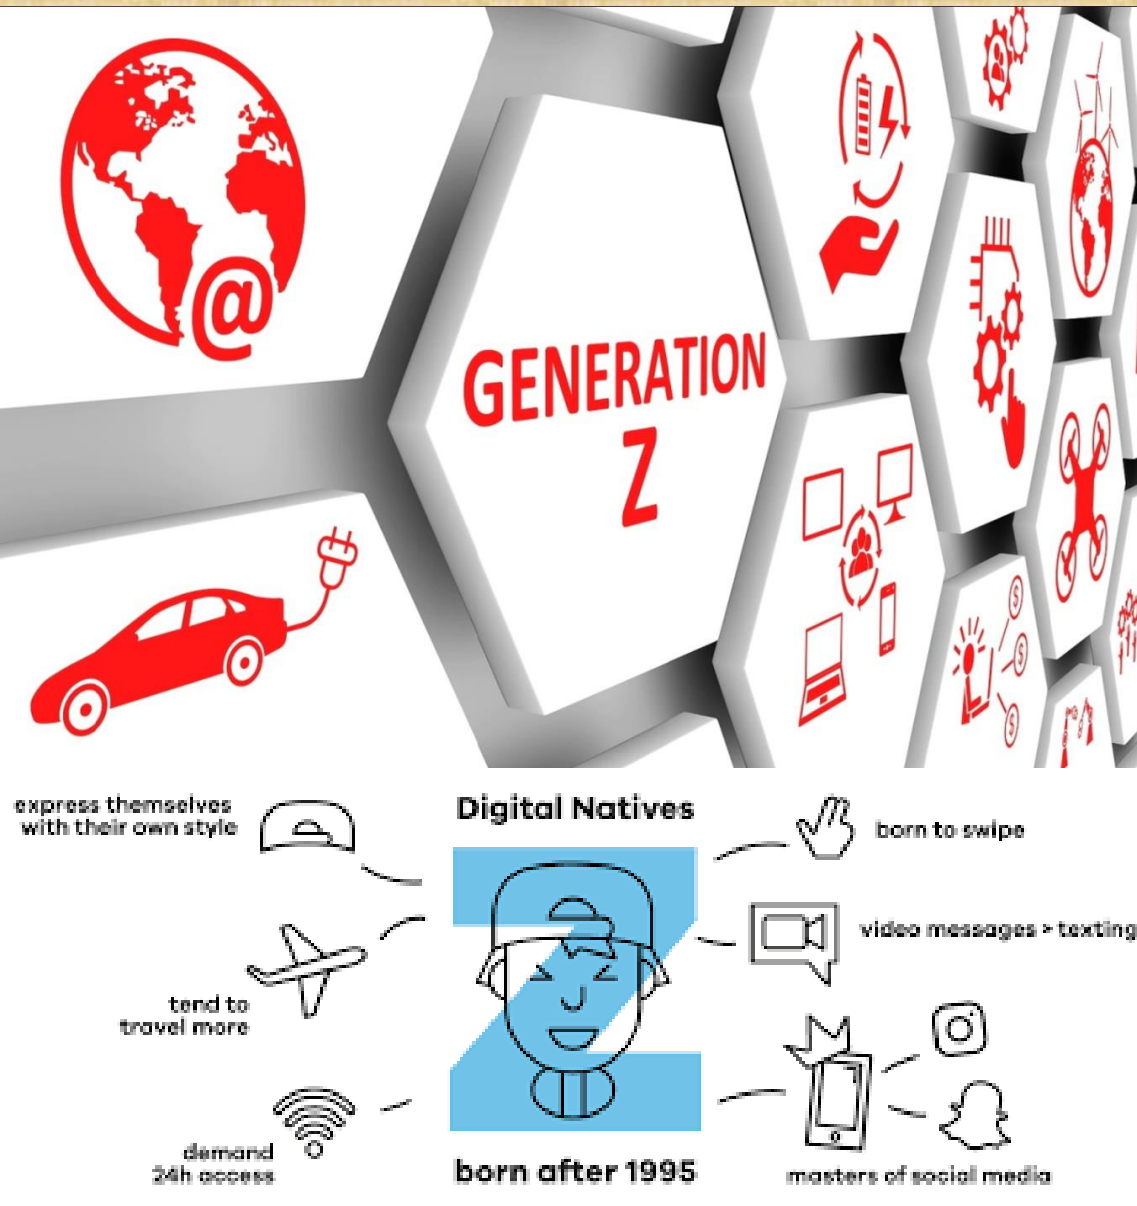 @
GENERATION
Z
express themselves
with their own style
Digital Natives
born to swipe
video messages > texting
tend to
travel more
demand
24h access
born after 1995
masters of social media